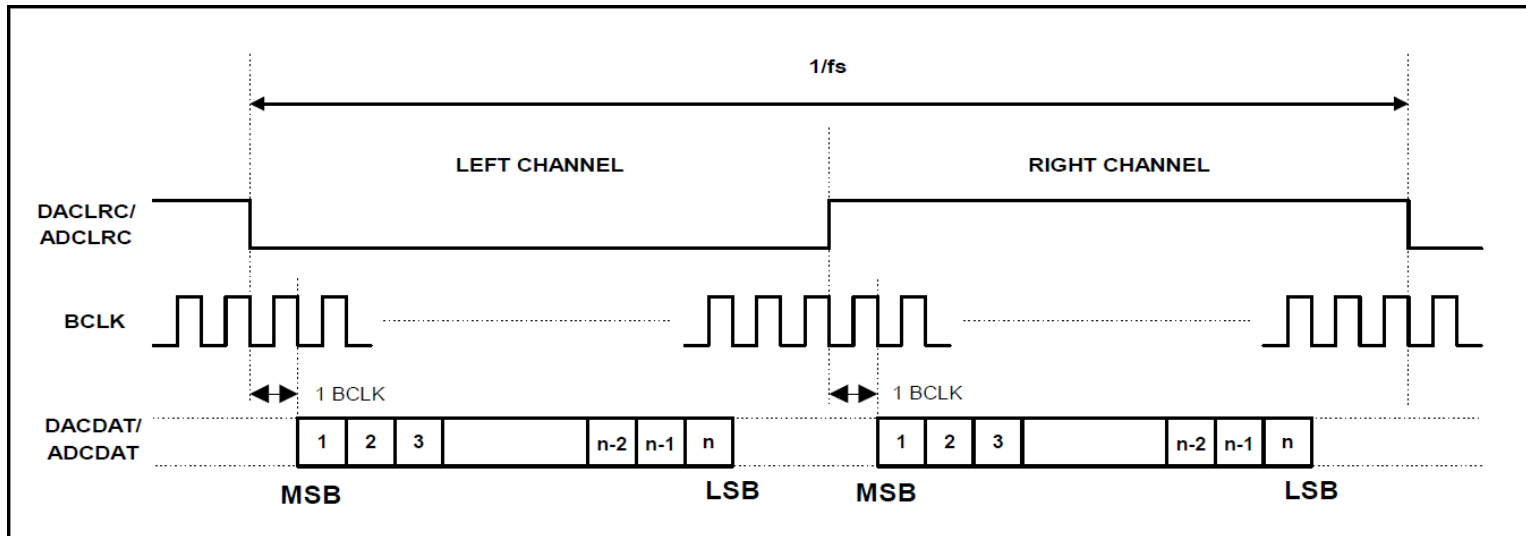 1/fs
LEFT CHANNEL RIGHT CHANNEL
DACLRC/
ADCLRC
BCLK
1 BCLK 1 BCLK
DACDAT/
ADCDAT
1 2 3 n-2 n-1 n 1 2 3 n-2 n-1 n
MSB LSB MSB LSB